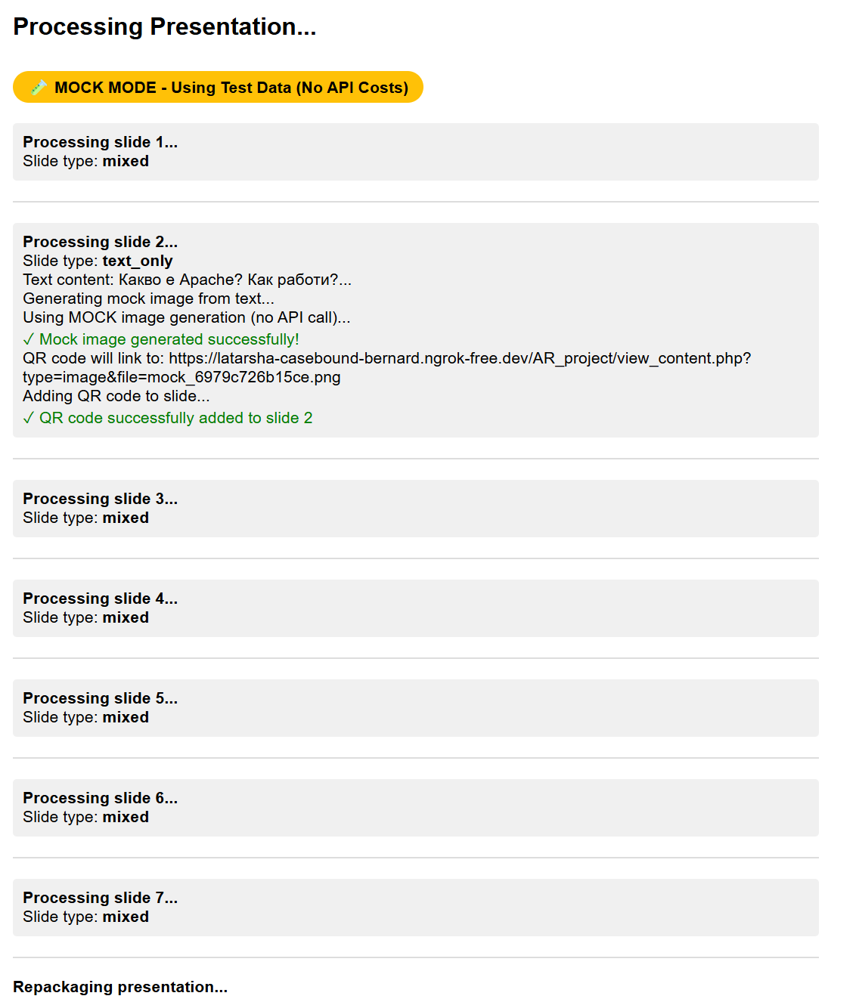 Processing Presentation...
🧪 MOCK MODE - Using Test Data (No API Costs)
Processing slide 1...
Slide type: mixed
Processing slide 2...
Slide type: text_only
Text content: Какво е Apache? Как работи?...
Generating mock image from text...
Using MOCK image generation (no API call)...
✓ Mock image generated successfully!
QR code will link to: https://latarsha-casebound-bernard.ngrok-free.dev/AR_project/view_content.php?
type=image&file=mock_6979c726b15ce.png
Adding QR code to slide...
✓ QR code successfully added to slide 2
Processing slide 3...
Slide type: mixed
Processing slide 4...
Slide type: mixed
Processing slide 5...
Slide type: mixed
Processing slide 6...
Slide type: mixed
Processing slide 7...
Slide type: mixed
Repackaging presentation...